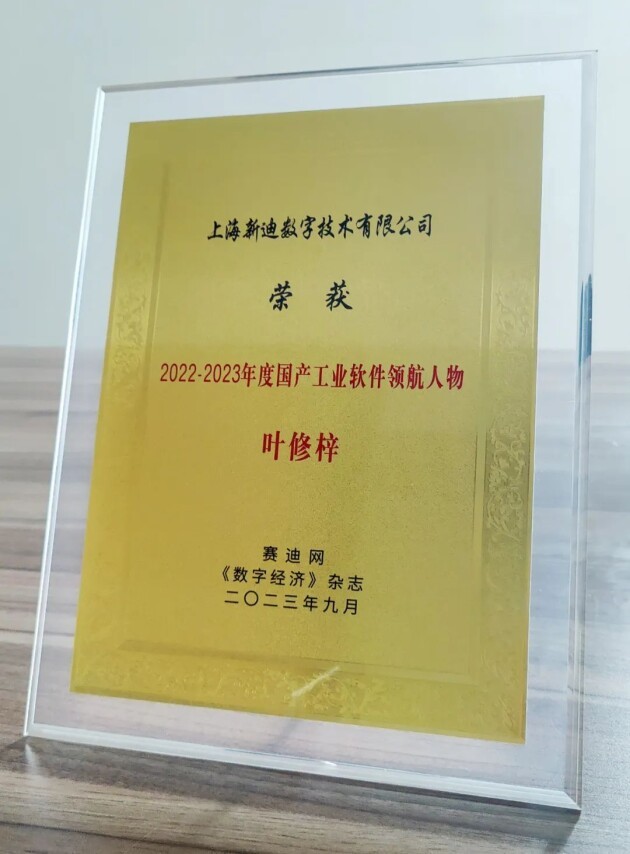 上海新迪数字技术有限公司
荣获
2022-2023年度国产工业软件领航人物
叶修梓
赛迪网
《数字经济》杂志
二〇二三年九月